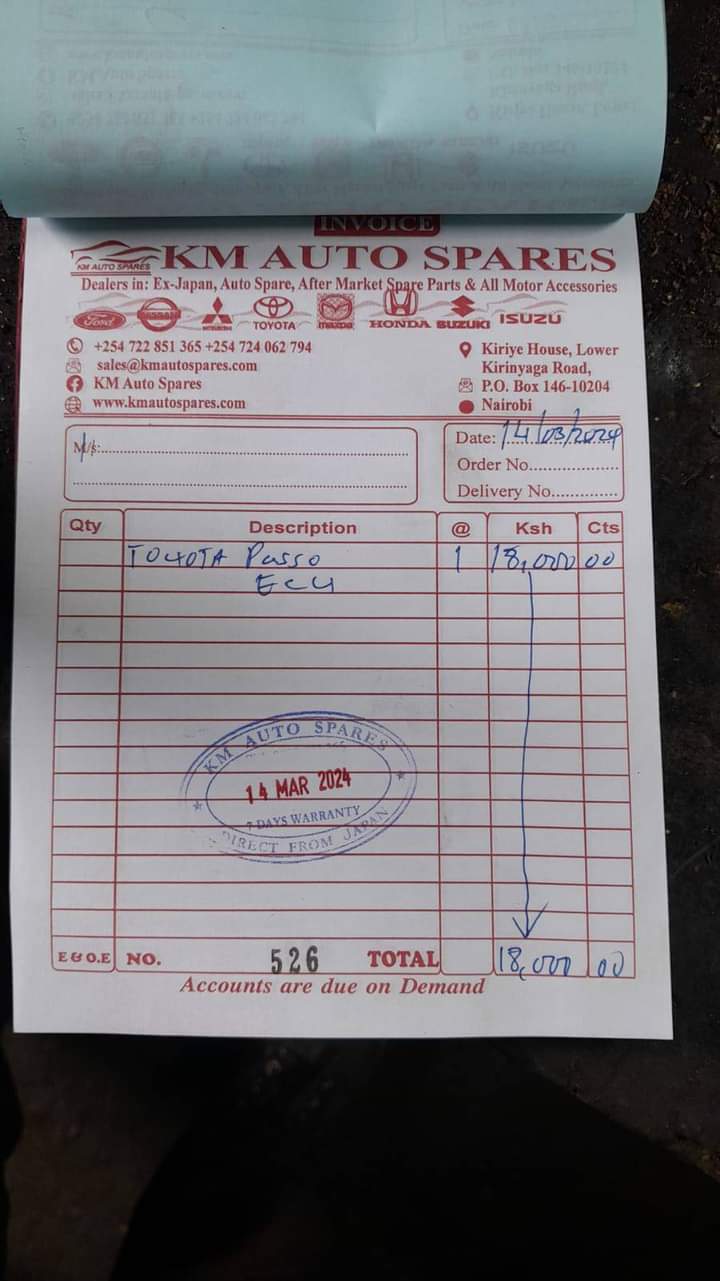 INVOICE
KM AUTO SPARES
KM AUTO SPARES
Dealers in: Ex-Japan, Auto Spare, After Market Spare Parts & All Motor Accessories
Ford NISSAN MITSUBISHI TOYOTA mazda HONDA SUZUKI ISUZU
+254 722 851 365 +254 724 062 794
sales@kmautospares.com
KM Auto Spares
www.kmautospares.com
Kiriye House, Lower
Kirinyaga Road,
P.O. Box 146-10204
Nairobi
M/s:
Date: 14/03/2024
Order No.
Delivery No.
Qty Description @ Ksh Cts
TOYOTA Passo 1 18,000 00
ECU
KM AUTO SPARES
14 MAR 2024
7 DAYS WARRANTY
DIRECT FROM JAPAN
E & O.E NO. 526 TOTAL 18,000 00
Accounts are due on Demand